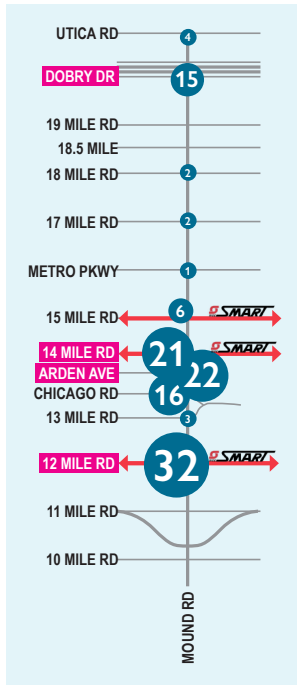 UTICA RD 4
DOBRY DR 15
19 MILE RD
18.5 MILE
18 MILE RD 2
17 MILE RD 2
METRO PKWY 1
15 MILE RD 6 SMART
14 MILE RD 21 SMART
ARDEN AVE 22
CHICAGO RD 16
13 MILE RD 3
12 MILE RD 32 SMART
11 MILE RD
10 MILE RD
MOUND RD